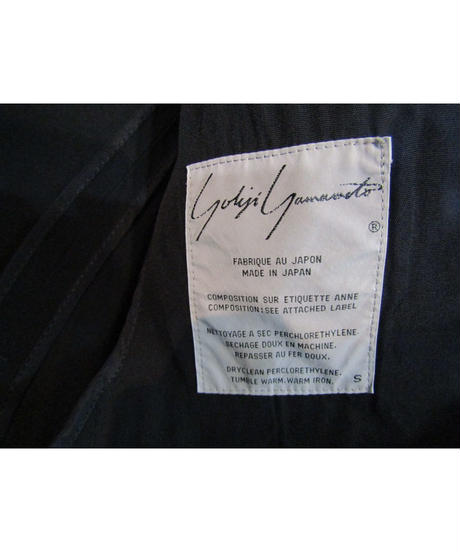 Yohji Yamamoto
®
FABRIQUE AU JAPON
MADE IN JAPAN
COMPOSITION SUR ETIQUETTE ANNE
COMPOSITION:SEE ATTACHED LABEL
NETTOYAGE A SEC PERCHLORETHYLENE.
SECHAGE DOUX EN MACHINE.
REPASSER AU FER DOUX.
DRYCLEAN PERCLORETHYLENE.
TUMBLE WARM.WARM IRON.
S